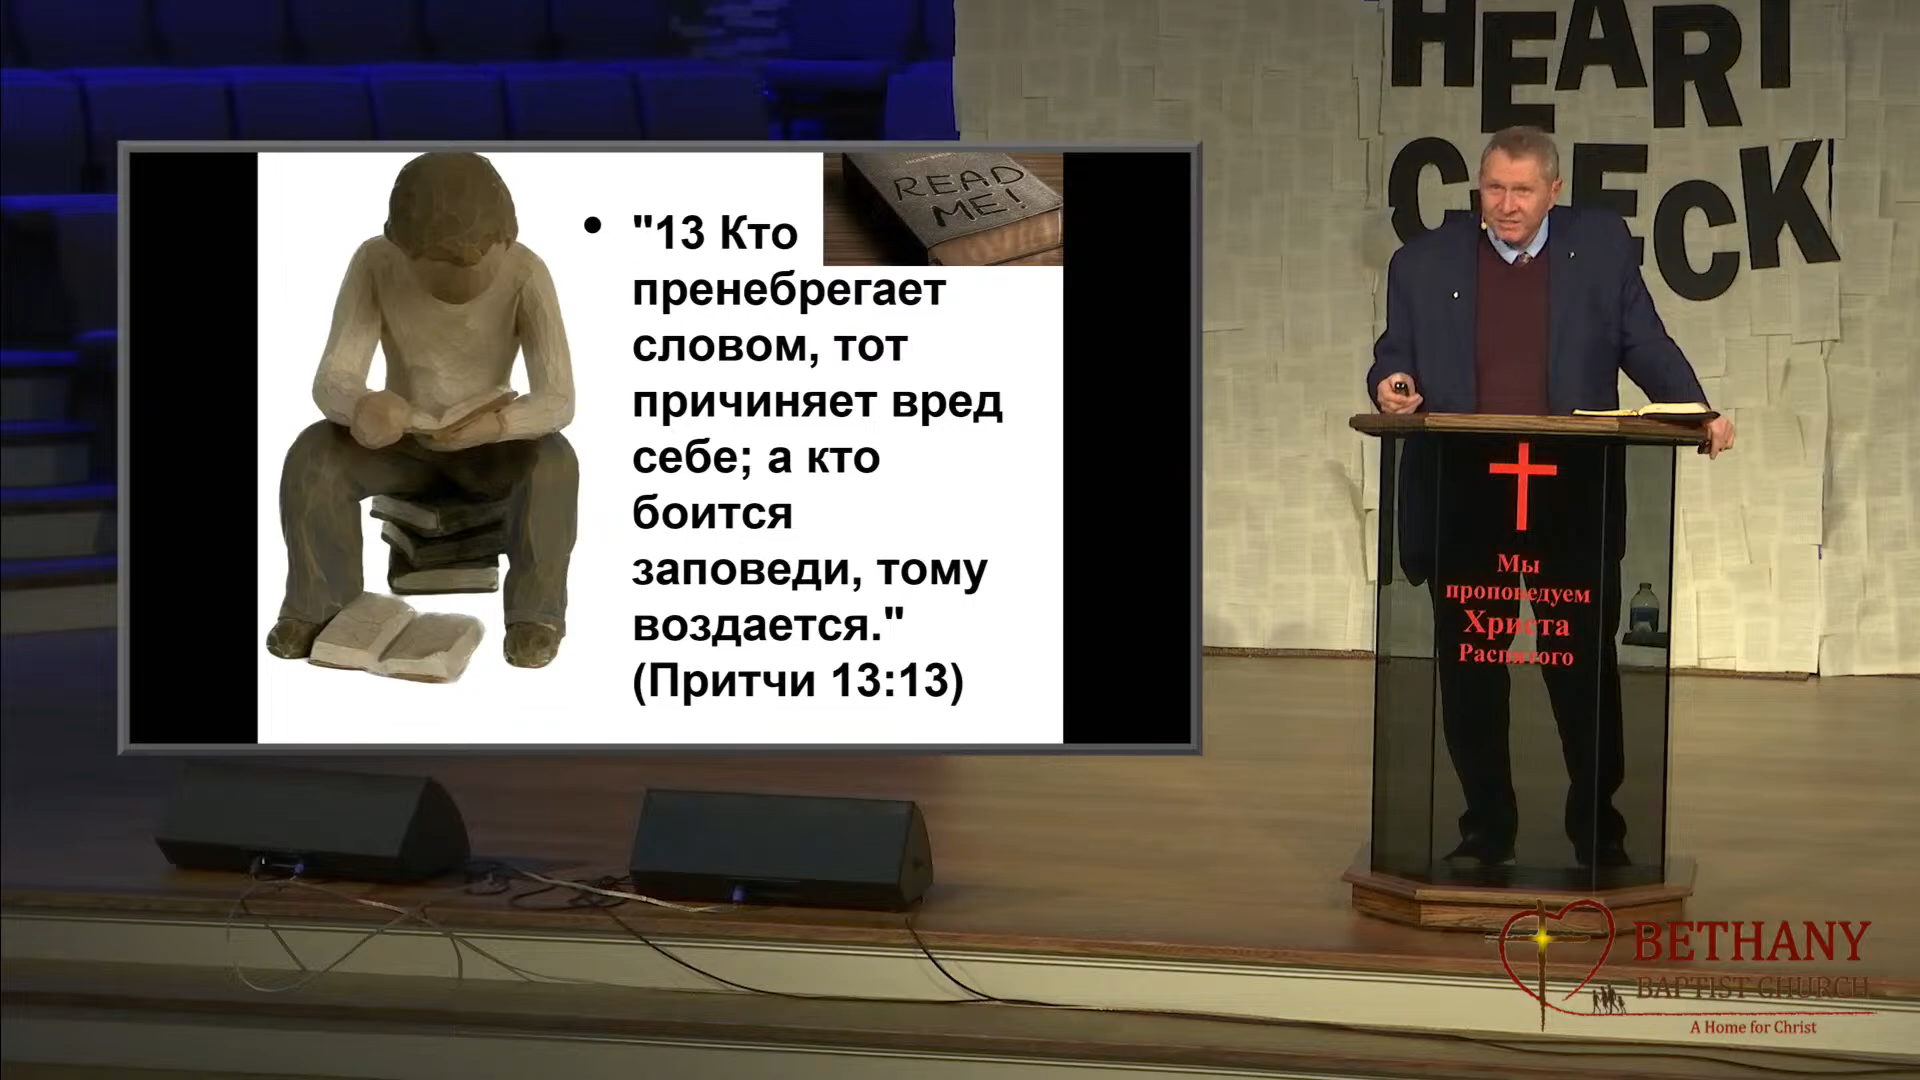 HEART
CHECK
READ
ME!
• "13 Кто
пренебрегает
словом, тот
причиняет вред
себе; а кто
боится
заповеди, тому
воздается."
(Притчи 13:13)
Мы
проповедуем
Христа
Распятого
BETHANY
BAPTIST CHURCH
A Home for Christ